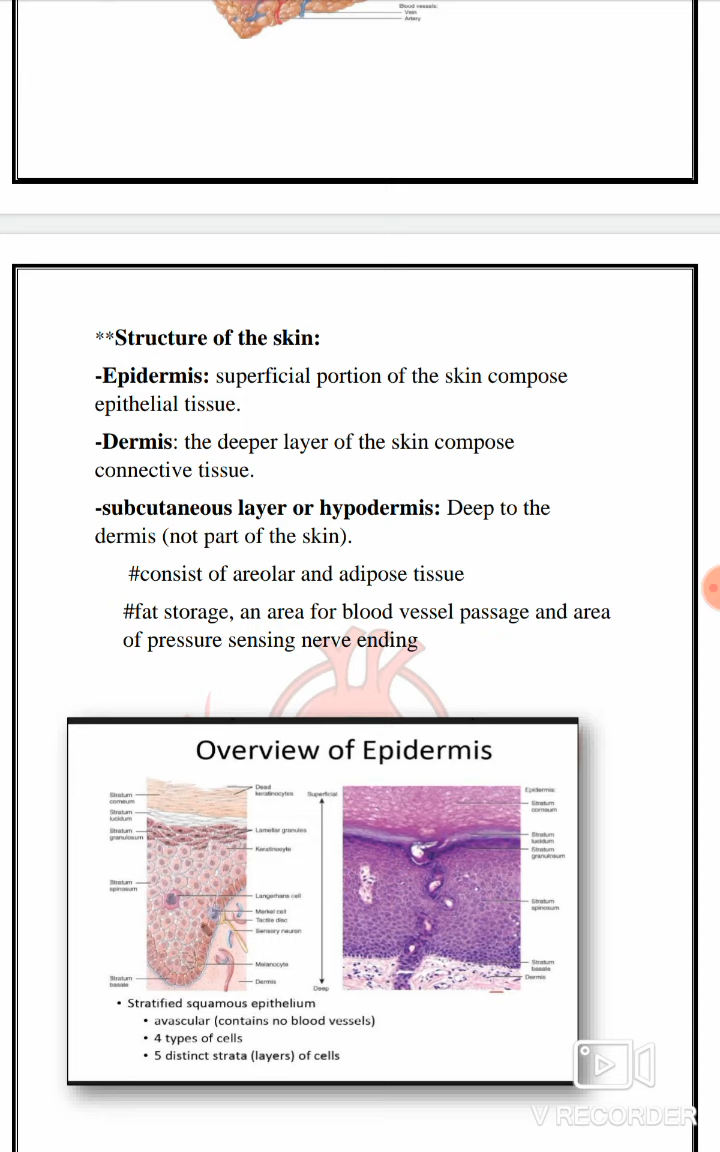 Blood vessels:
Vein
Artery
**Structure of the skin:
-Epidermis: superficial portion of the skin compose
epithelial tissue.
-Dermis: the deeper layer of the skin compose
connective tissue.
-subcutaneous layer or hypodermis: Deep to the
dermis (not part of the skin).
#consist of areolar and adipose tissue
#fat storage, an area for blood vessel passage and area
of pressure sensing nerve ending
Overview of Epidermis
Stratum
corneum
Stratum
lucidum
Stratum
granulosum
Stratum
spinosum
Stratum
basale
Dead
keratinocytes
Lamellar granules
Keratinocyte
Langerhans cell
Merkel cell
Tactile disc
Sensory neuron
Melanocyte
Dermis
Superficial
Deep
Epidermis:
Stratum
corneum
Stratum
lucidum
Stratum
granulosum
Stratum
spinosum
Stratum
basale
Dermis
• Stratified squamous epithelium
• avascular (contains no blood vessels)
• 4 types of cells
• 5 distinct strata (layers) of cells
V RECORDER